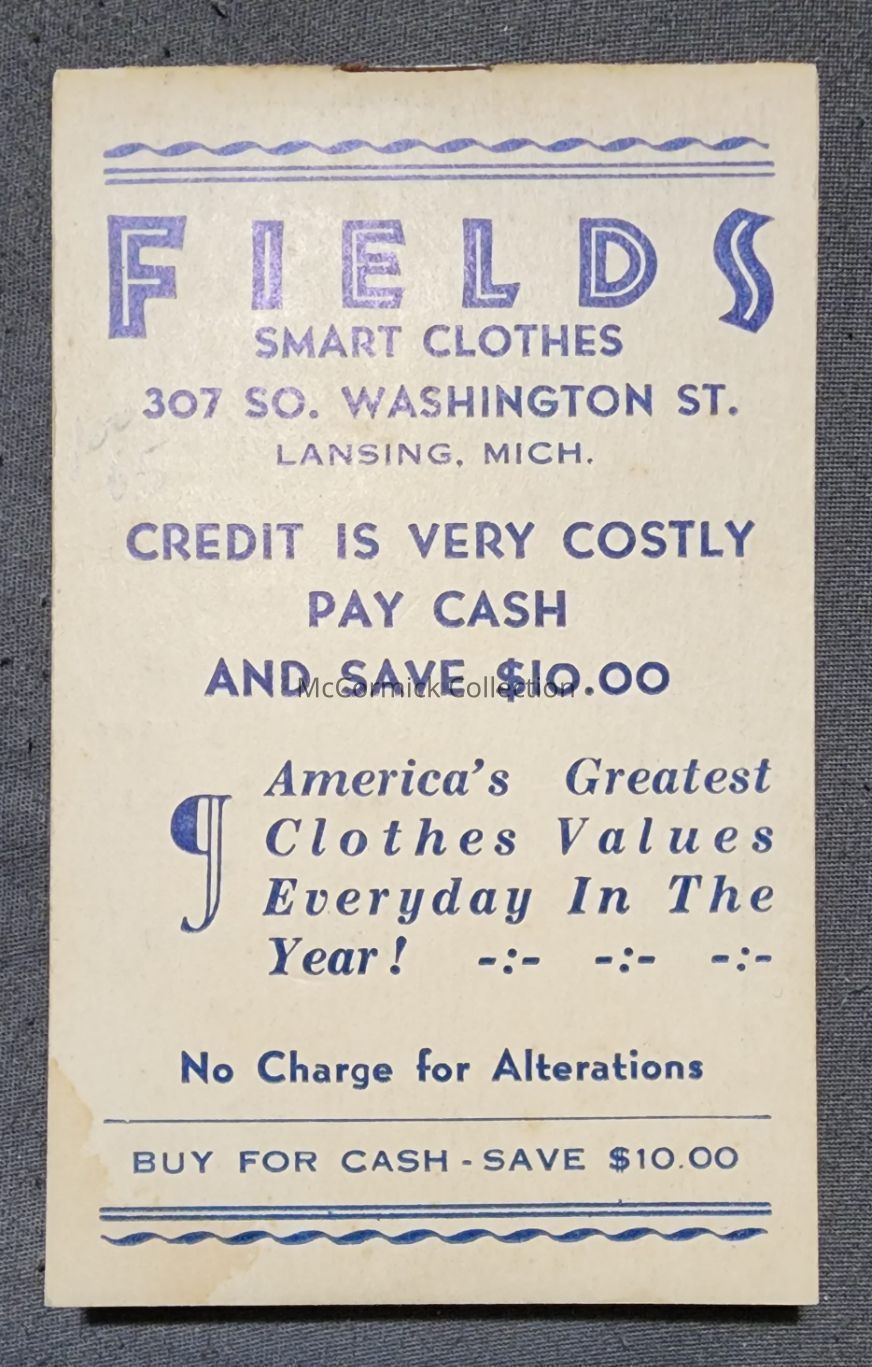 FIELDS
SMART CLOTHES
307 SO. WASHINGTON ST.
LANSING, MICH.
CREDIT IS VERY COSTLY
PAY CASH
AND SAVE $10.00
McCormick Collection
¶ America's Greatest
Clothes Values
Everyday In The
Year! -:- -:- -:-
No Charge for Alterations
BUY FOR CASH - SAVE $10.00